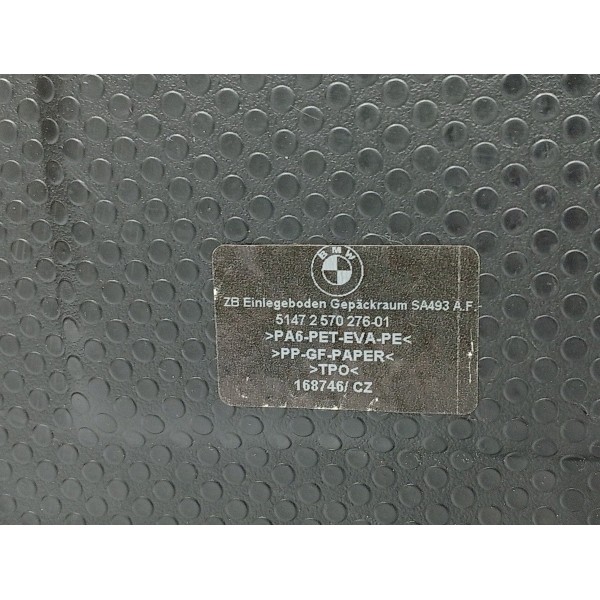 BMW
ZB Einlegeboden Gepäckraum SA493 A.F.
5147 2 570 276-01
>PA6-PET-EVA-PE<
>PP-GF-PAPER<
>TPO<
168746/ CZ